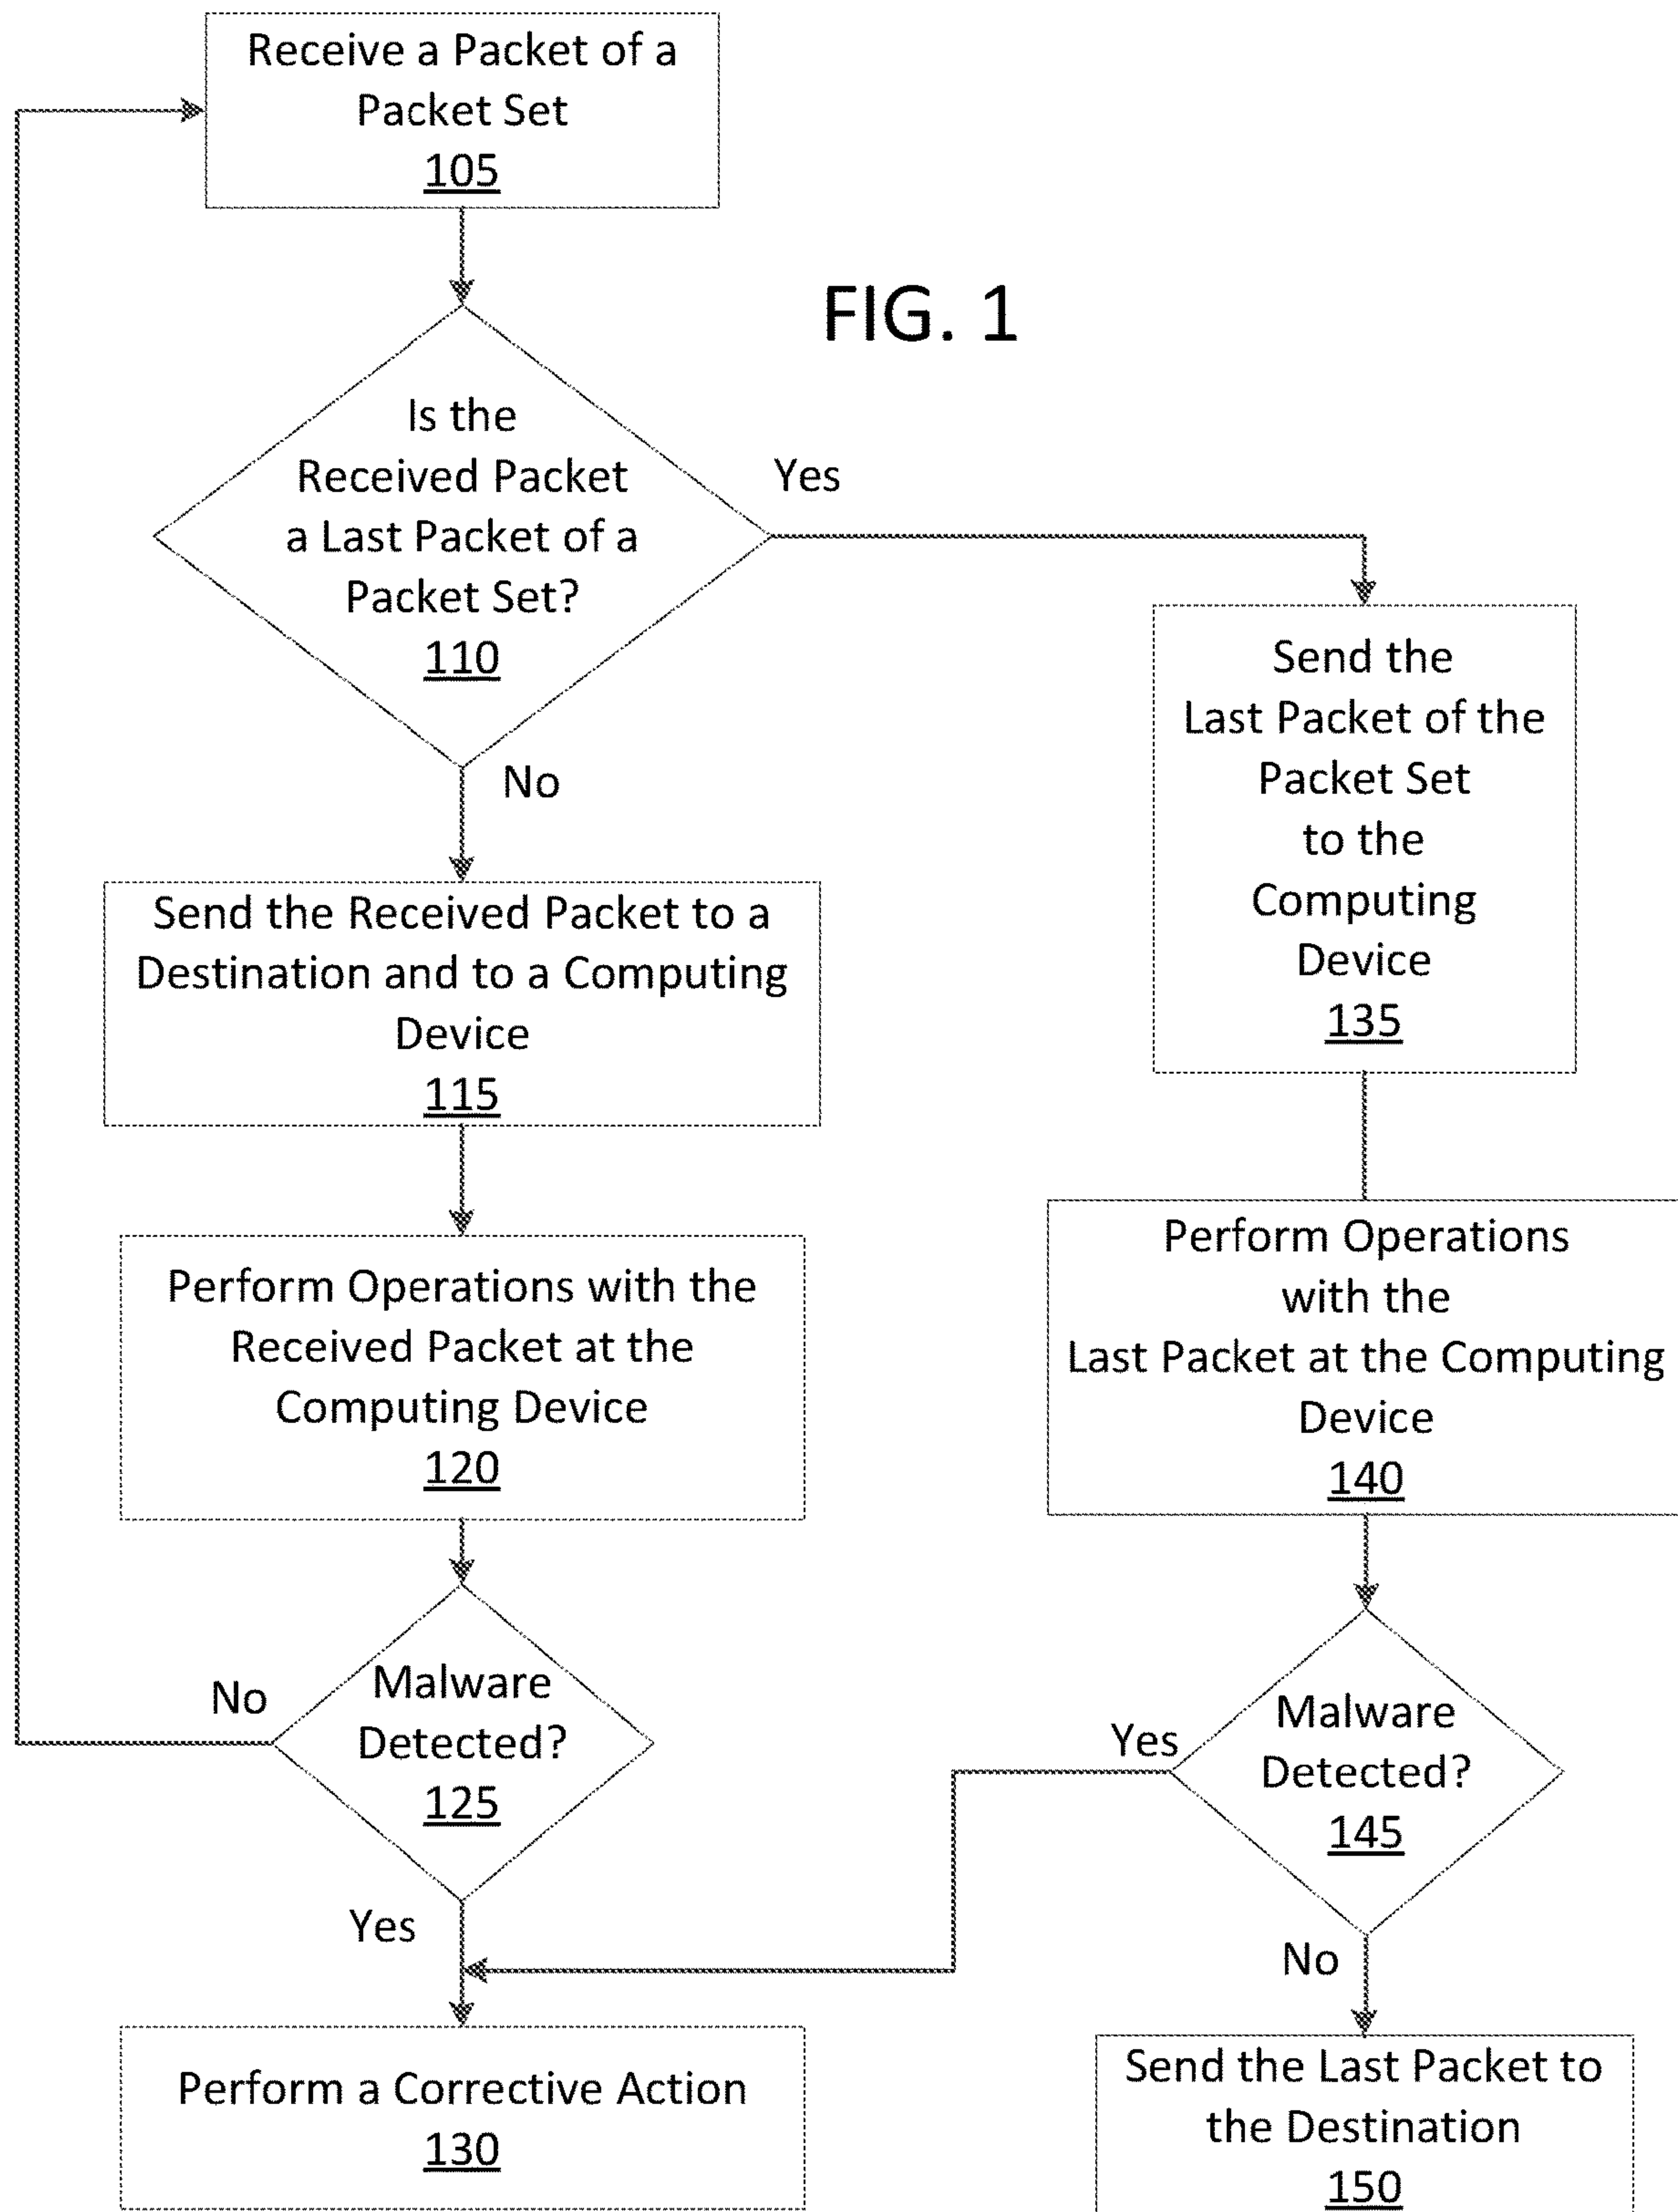 Receive a Packet of a
Packet Set
105
FIG. 1
Is the
Received Packet
a Last Packet of a
Packet Set?
110
Yes
No
Send the Received Packet to a
Destination and to a Computing
Device
115
Perform Operations with the
Received Packet at the
Computing Device
120
Malware
Detected?
125
No
Yes
Perform a Corrective Action
130
Send the
Last Packet of the
Packet Set
to the
Computing
Device
135
Perform Operations
with the
Last Packet at the Computing
Device
140
Malware
Detected?
145
Yes
No
Send the Last Packet to
the Destination
150